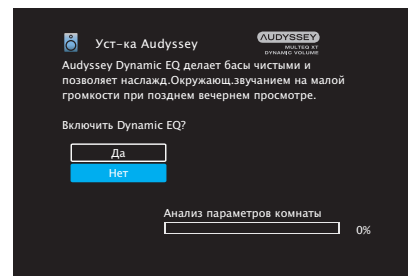 Уст-ка Audyssey
AUDYSSEY
MULTEQ XT
DYNAMIC VOLUME
Audyssey Dynamic EQ делает басы чистыми и
позволяет наслажд.Окружающ.звучанием на малой
громкости при позднем вечернем просмотре.
Включить Dynamic EQ?
Да
Нет
Анализ параметров комнаты
0%